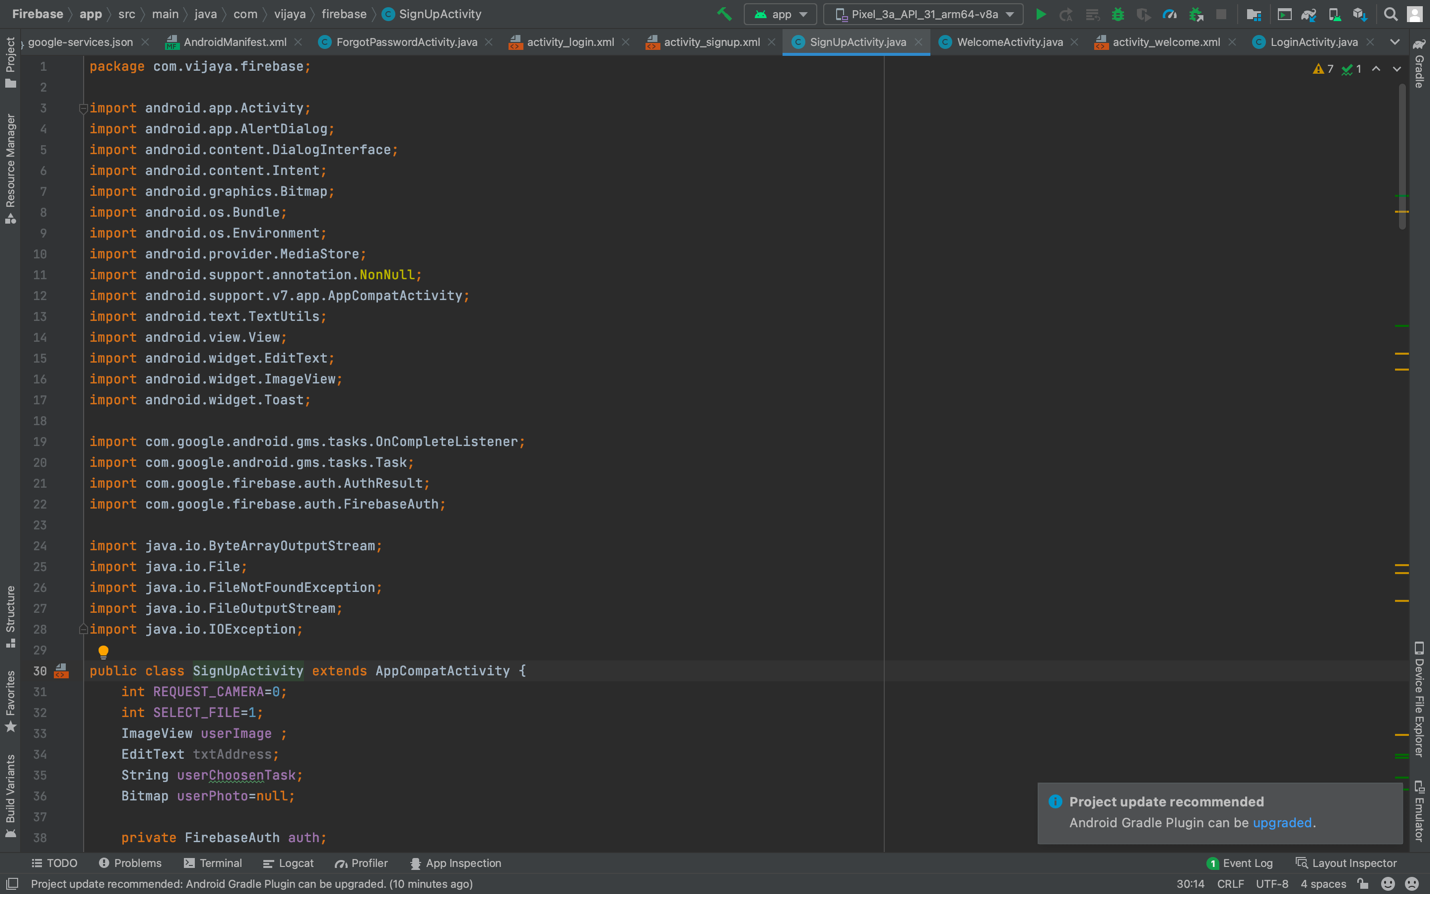 Firebase app src main java com vijaya firebase SignUpActivity app Pixel_3a_API_31_arm64-v8a
google-services.json AndroidManifest.xml ForgotPasswordActivity.java activity_login.xml activity_signup.xml SignUpActivity.java WelcomeActivity.java activity_welcome.xml LoginActivity.java
7 1
1 package com.vijaya.firebase;
2
3 import android.app.Activity;
4 import android.app.AlertDialog;
5 import android.content.DialogInterface;
6 import android.content.Intent;
7 import android.graphics.Bitmap;
8 import android.os.Bundle;
9 import android.os.Environment;
10 import android.provider.MediaStore;
11 import android.support.annotation.NonNull;
12 import android.support.v7.app.AppCompatActivity;
13 import android.text.TextUtils;
14 import android.view.View;
15 import android.widget.EditText;
16 import android.widget.ImageView;
17 import android.widget.Toast;
18
19 import com.google.android.gms.tasks.OnCompleteListener;
20 import com.google.android.gms.tasks.Task;
21 import com.google.firebase.auth.AuthResult;
22 import com.google.firebase.auth.FirebaseAuth;
23
24 import java.io.ByteArrayOutputStream;
25 import java.io.File;
26 import java.io.FileNotFoundException;
27 import java.io.FileOutputStream;
28 import java.io.IOException;
29
30 public class SignUpActivity extends AppCompatActivity {
31 int REQUEST_CAMERA=0;
32 int SELECT_FILE=1;
33 ImageView userImage ;
34 EditText txtAddress;
35 String userChoosenTask;
36 Bitmap userPhoto=null;
37
38 private FirebaseAuth auth;
Project
Resource Manager
Structure
Favorites
Build Variants
Gradle
Device File Explorer
Emulator
Project update recommended
Android Gradle Plugin can be upgraded.
TODO Problems Terminal Logcat Profiler App Inspection 1 Event Log Layout Inspector
Project update recommended: Android Gradle Plugin can be upgraded. (10 minutes ago) 30:14 CRLF UTF-8 4 spaces